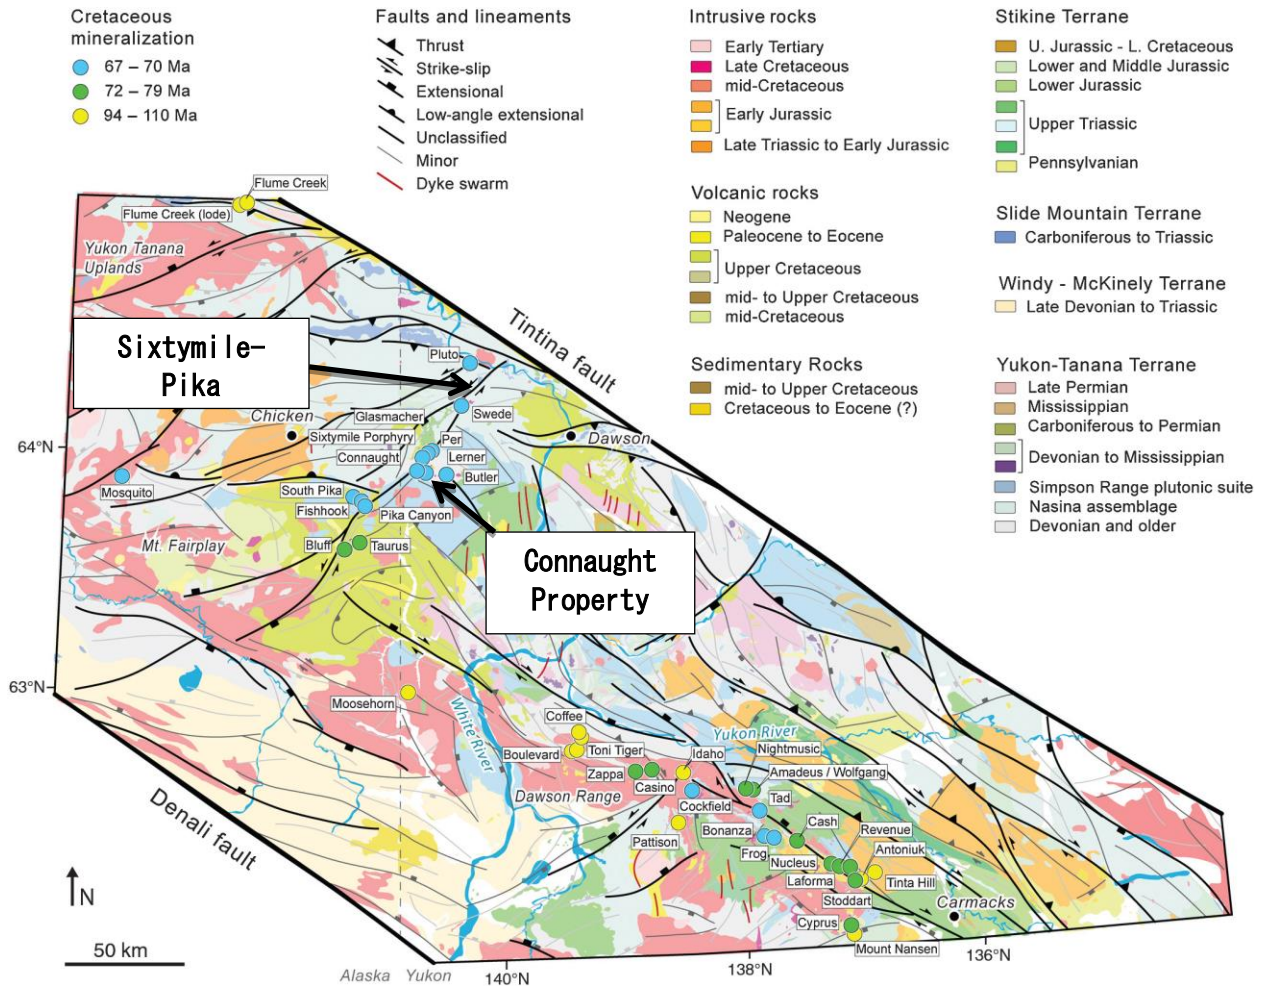 Cretaceous
mineralization
67 – 70 Ma
72 – 79 Ma
94 – 110 Ma
Faults and lineaments
Thrust
Strike-slip
Extensional
Low-angle extensional
Unclassified
Minor
Dyke swarm
Intrusive rocks
Early Tertiary
Late Cretaceous
mid-Cretaceous
Early Jurassic
Late Triassic to Early Jurassic
Volcanic rocks
Neogene
Paleocene to Eocene
Upper Cretaceous
mid- to Upper Cretaceous
mid-Cretaceous
Sedimentary Rocks
mid- to Upper Cretaceous
Cretaceous to Eocene (?)
Stikine Terrane
U. Jurassic - L. Cretaceous
Lower and Middle Jurassic
Lower Jurassic
Upper Triassic
Pennsylvanian
Slide Mountain Terrane
Carboniferous to Triassic
Windy - McKinely Terrane
Late Devonian to Triassic
Yukon-Tanana Terrane
Late Permian
Mississippian
Carboniferous to Permian
Devonian to Mississippian
Simpson Range plutonic suite
Nasina assemblage
Devonian and older
Flume Creek
Flume Creek (lode)
Yukon Tanana
Uplands
Tintina fault
Sixtymile-
Pika
Pluto
Chicken
Glasmacher
Swede
Sixtymile Porphyry
Per
Dawson
64°N
Connaught
Lerner
Butler
Mosquito
South Pika
Fishhook
Pika Canyon
Mt. Fairplay
Bluff
Taurus
Connaught
Property
63°N
Moosehorn
White River
Coffee
Yukon River
Boulevard
Toni Tiger
Idaho
Nightmusic
Zappa
Casino
Amadeus / Wolfgang
Dawson Range
Cockfield
Tad
Denali fault
Pattison
Bonanza
Cash
Revenue
Frog
Antoniuk
Nucleus
Laforma
Tinta Hill
Stoddart
Carmacks
Cyprus
Mount Nansen
N
50 km
Alaska
Yukon
140°N
138°N
136°N